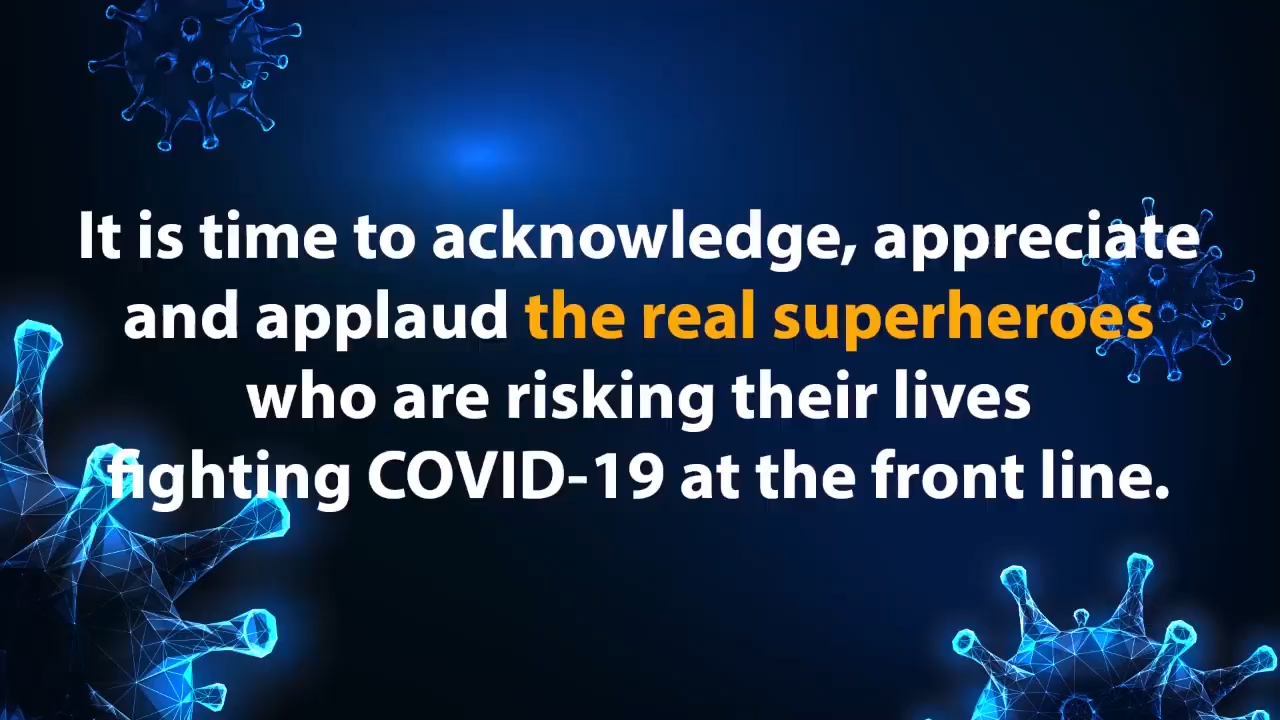 It is time to acknowledge, appreciate
and applaud the real superheroes
who are risking their lives
fighting COVID-19 at the front line.